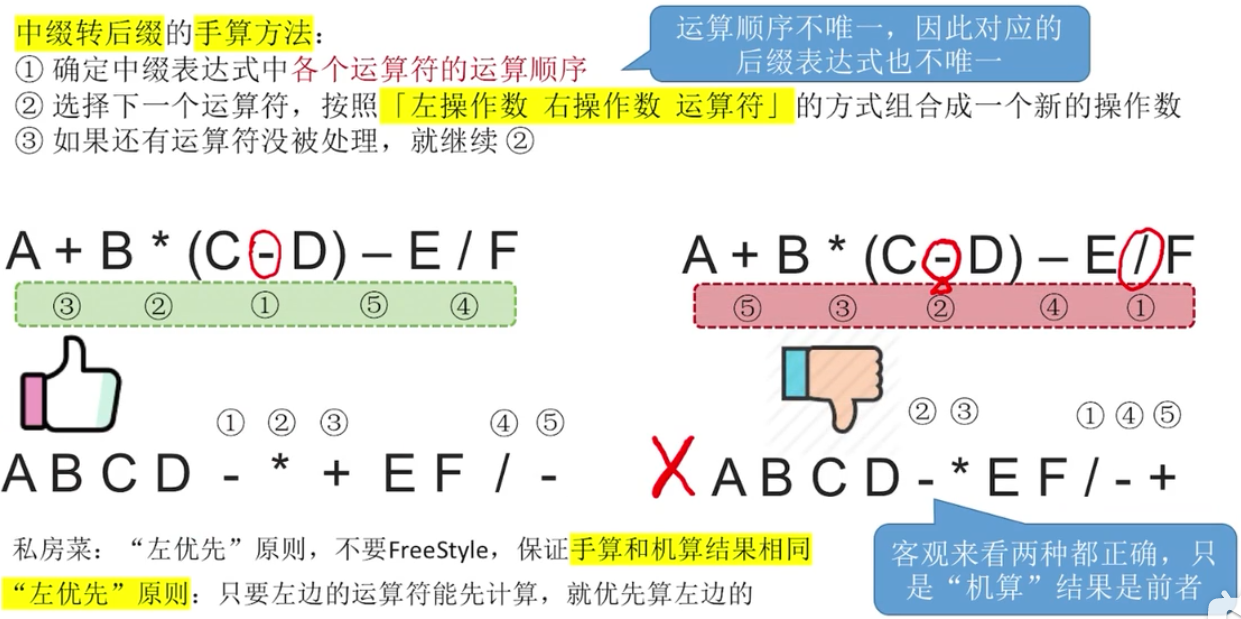 中缀转后缀的手算方法：
① 确定中缀表达式中各个运算符的运算顺序
② 选择下一个运算符，按照「左操作数 右操作数 运算符」的方式组合成一个新的操作数
③ 如果还有运算符没被处理，就继续 ②
运算顺序不唯一，因此对应的
后缀表达式也不唯一
A + B * (C - D) – E / F
③ ② ① ⑤ ④
① ② ③ ④ ⑤
A B C D - * + E F / -
A + B * (C - D) – E / F
⑤ ③ ② ④ ①
② ③ ① ④ ⑤
X A B C D - * E F / - +
私房菜：“左优先”原则，不要FreeStyle，保证手算和机算结果相同
“左优先”原则：只要左边的运算符能先计算，就优先算左边的
客观来看两种都正确，只
是“机算”结果是前者